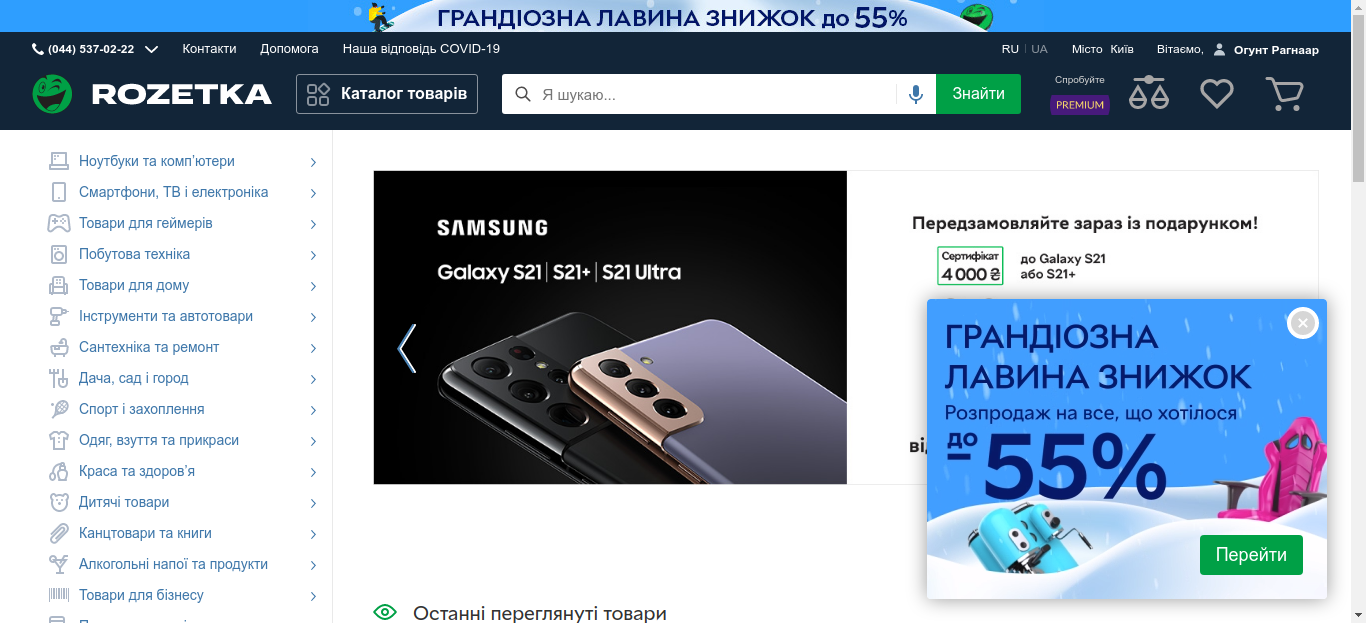 ГРАНДІОЗНА ЛАВИНА ЗНИЖОК до 55%
(044) 537-02-22
Контакти
Допомога
Наша відповідь COVID-19
RU | UA
Місто Київ
Вітаємо, Огунт Рагнаар
ROZETKA
Каталог товарів
Я шукаю...
Знайти
Спробуйте
PREMIUM
Ноутбуки та комп'ютери
Смартфони, ТВ і електроніка
Товари для геймерів
Побутова техніка
Товари для дому
Інструменти та автотовари
Сантехніка та ремонт
Дача, сад і город
Спорт і захоплення
Одяг, взуття та прикраси
Краса та здоров'я
Дитячі товари
Канцтовари та книги
Алкогольні напої та продукти
Товари для бізнесу
SAMSUNG
Galaxy S21 | S21+ | S21 Ultra
Передзамовляйте зараз із подарунком!
Сертифікат
4 000 ₴
до Galaxy S21
або S21+
від
ГРАНДІОЗНА
ЛАВИНА ЗНИЖОК
Розпродаж на все, що хотілося
до 55%
Перейти
Останні переглянуті товари